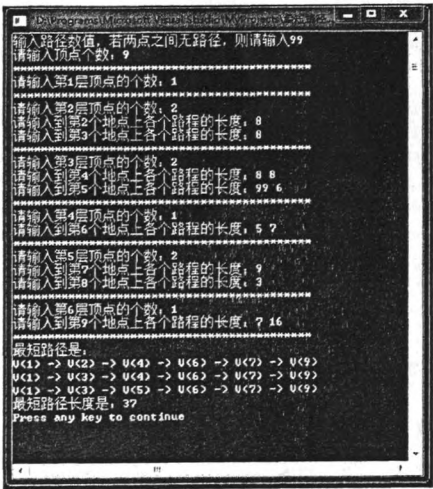 "D:\Programs\Microsoft Visual Studio\MyProjects\
输入路径数值，若两点之间无路径，则请输入99
请输入顶点个数：9
请输入第1层顶点的个数：1
请输入第2层顶点的个数：2
请输入到第2个地点上各个路程的长度：8
请输入到第3个地点上各个路程的长度：8
请输入第3层顶点的个数：2
请输入到第4个地点上各个路程的长度：8 8
请输入到第5个地点上各个路程的长度：99 6
请输入第4层顶点的个数：1
请输入到第6个地点上各个路程的长度：5 7
请输入第5层顶点的个数：2
请输入到第7个地点上各个路程的长度：9
请输入到第8个地点上各个路程的长度：3
请输入第6层顶点的个数：1
请输入到第9个地点上各个路程的长度：7 16
最短路径是：
V(1) -> V(2) -> V(4) -> V(6) -> V(7) -> V(9)
V(1) -> V(3) -> V(4) -> V(6) -> V(7) -> V(9)
V(1) -> V(3) -> V(5) -> V(6) -> V(7) -> V(9)
最短路径长度是：37
Press any key to continue